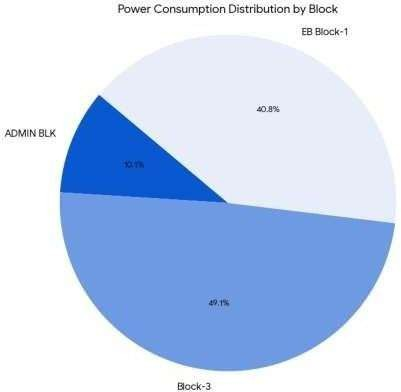 Power Consumption Distribution by Block
EB Block-1
40.8%
ADMIN BLK
10.1%
49.1%
Block-3